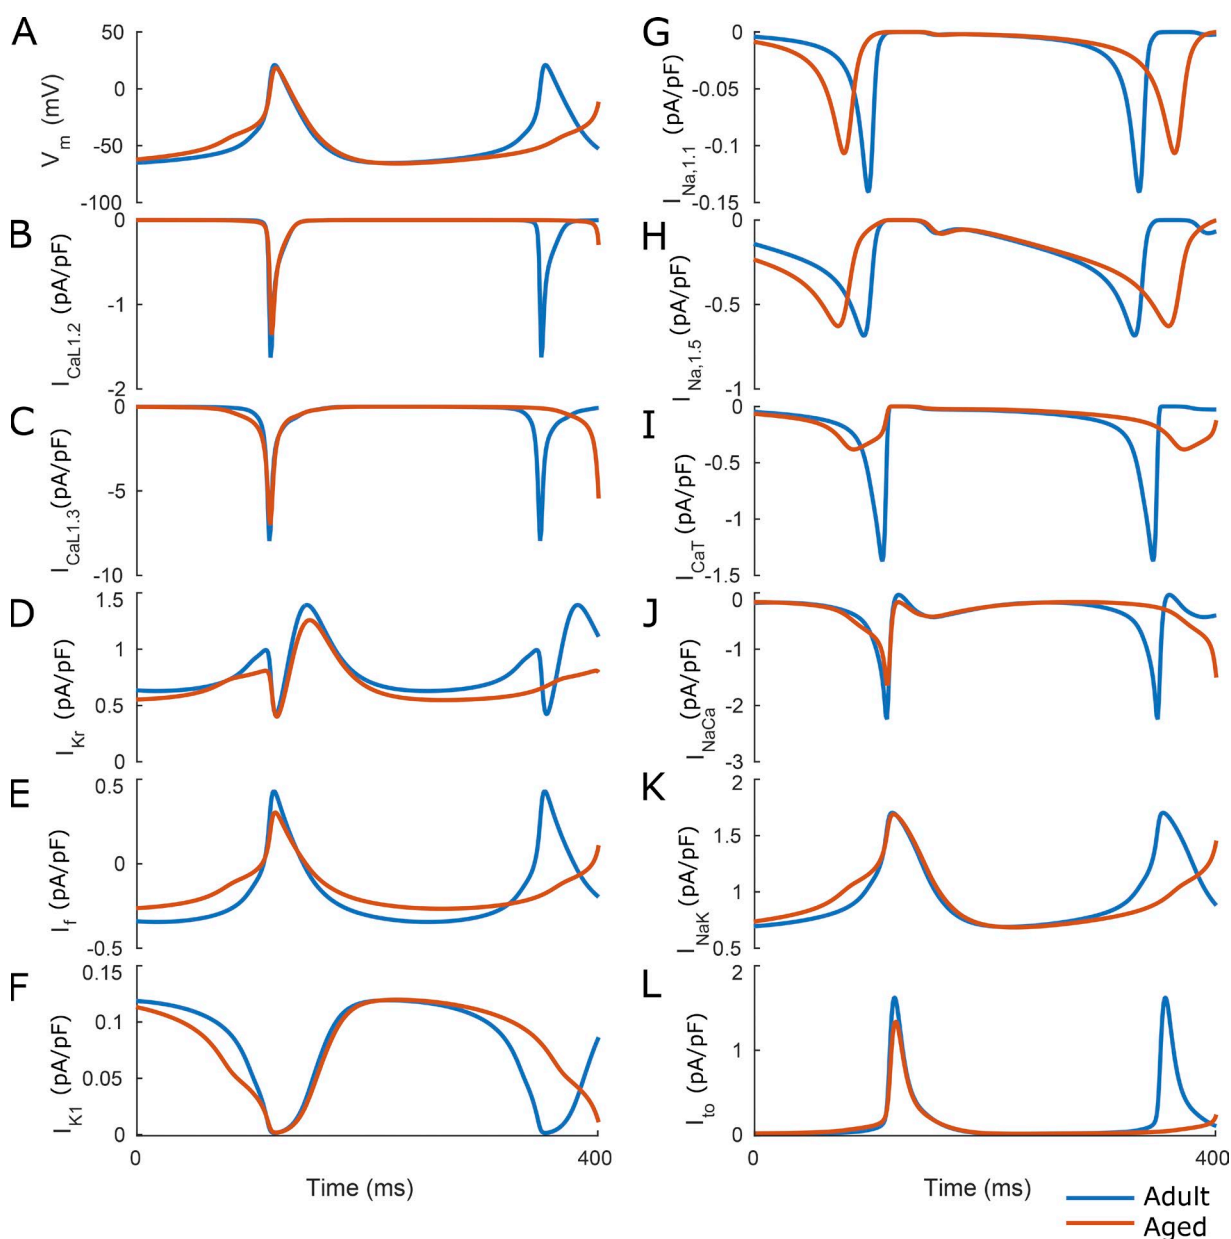 A
50
0
-50
-100
V_m (mV)
B
0
-1
-2
I_CaL1.2 (pA/pF)
C
0
-5
-10
I_CaL1.3 (pA/pF)
D
1.5
1
0.5
0
I_Kr (pA/pF)
E
0.5
0
-0.5
I_f (pA/pF)
F
0.15
0.1
0.05
0
I_K1 (pA/pF)
0
400
Time (ms)
G
0
-0.05
-0.1
-0.15
I_Na,1.1 (pA/pF)
H
0
-0.5
-1
I_Na,1.5 (pA/pF)
I
0
-0.5
-1
-1.5
I_CaT (pA/pF)
J
0
-1
-2
-3
I_NaCa (pA/pF)
K
2
1.5
1
0.5
I_NaK (pA/pF)
L
2
1
0
I_to (pA/pF)
0
400
Time (ms)
Adult
Aged